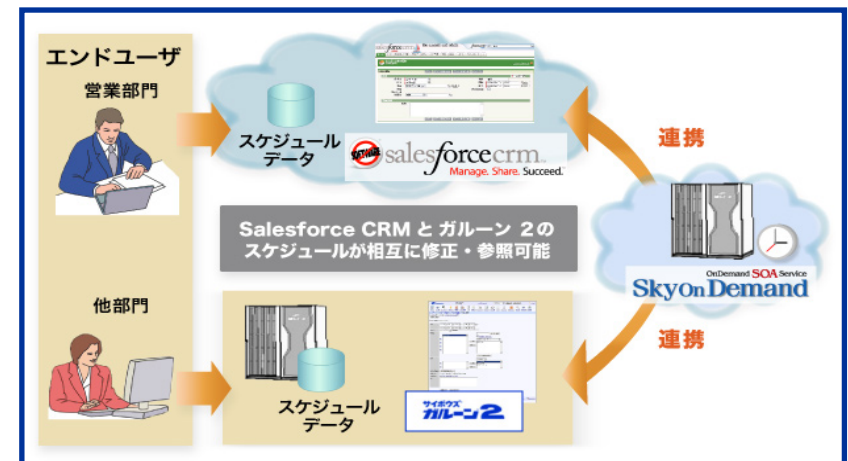 エンドユーザ
営業部門
スケジュール
データ
SOFTWARE
salesforcecrm™
Manage. Share. Succeed.™
連携
Salesforce CRM と ガルーン 2の
スケジュールが相互に修正・参照可能
OnDemand SOA Service
SkyOnDemand
他部門
連携
スケジュール
データ
サイボウズ
ガルーン2